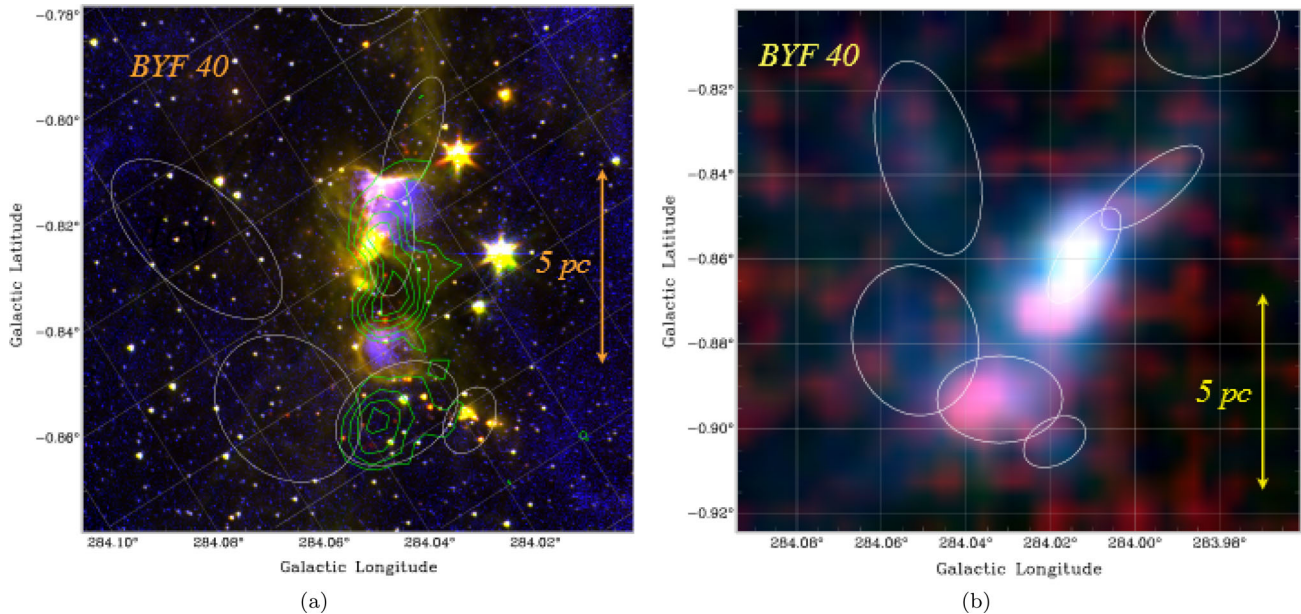 BYF 40
5 pc
−0.78°
−0.80°
−0.82°
−0.84°
−0.86°
Galactic Latitude
284.10°
284.08°
284.06°
284.04°
284.02°
Galactic Longitude
(a)
BYF 40
5 pc
−0.82°
−0.84°
−0.86°
−0.88°
−0.90°
−0.92°
Galactic Latitude
284.08°
284.06°
284.04°
284.02°
284.00°
283.98°
Galactic Longitude
(b)